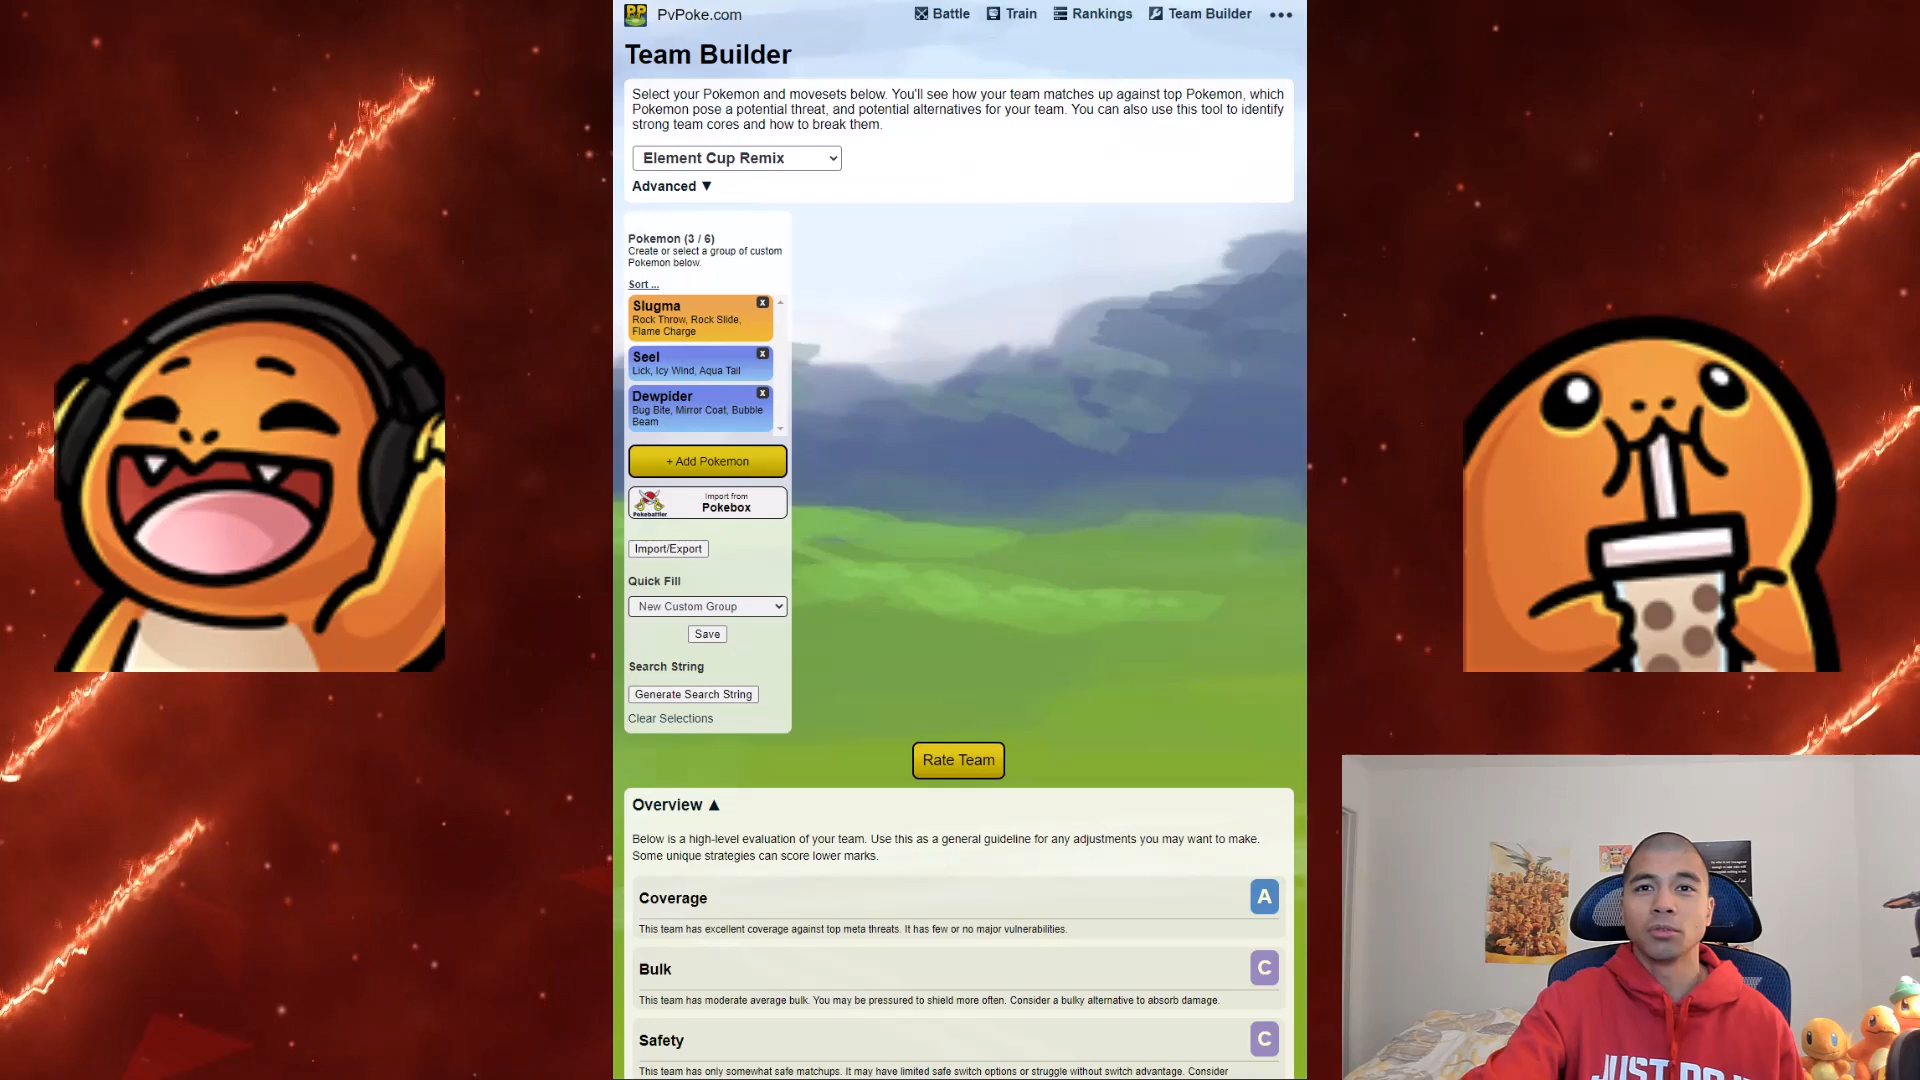 PvPoke.com
Battle
Train
Rankings
Team Builder
Team Builder
Select your Pokemon and movesets below. You'll see how your team matches up against top Pokemon, which
Pokemon pose a potential threat, and potential alternatives for your team. You can also use this tool to identify
strong team cores and how to break them.
Element Cup Remix
Advanced ▼
Pokemon (3 / 6)
Create or select a group of custom
Pokemon below.
Sort ...
Slugma
x
Rock Throw, Rock Slide,
Flame Charge
Seel
x
Lick, Icy Wind, Aqua Tail
Dewpider
x
Bug Bite, Mirror Coat, Bubble
Beam
+ Add Pokemon
Pokebattler
Import from
Pokebox
Import/Export
Quick Fill
New Custom Group
Save
Search String
Generate Search String
Clear Selections
Rate Team
Overview ▲
Below is a high-level evaluation of your team. Use this as a general guideline for any adjustments you may want to make.
Some unique strategies can score lower marks.
Coverage
A
This team has excellent coverage against top meta threats. It has few or no major vulnerabilities.
Bulk
C
This team has moderate average bulk. You may be pressured to shield more often. Consider a bulky alternative to absorb damage.
Safety
C
This team has only somewhat safe matchups. It may have limited safe switch options or struggle without switch advantage. Consider
JUST DO